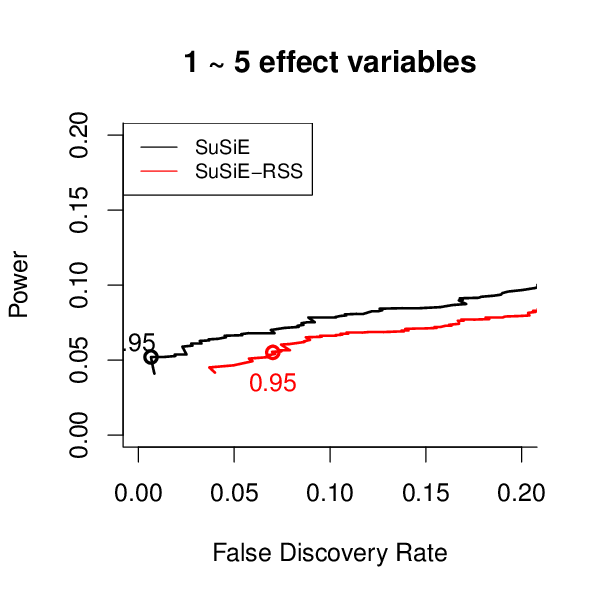 1 ~ 5 effect variables
SuSiE
SuSiE−RSS
Power
0.20
0.15
0.10
0.05
0.00
.95
0.95
0.00 0.05 0.10 0.15 0.20
False Discovery Rate